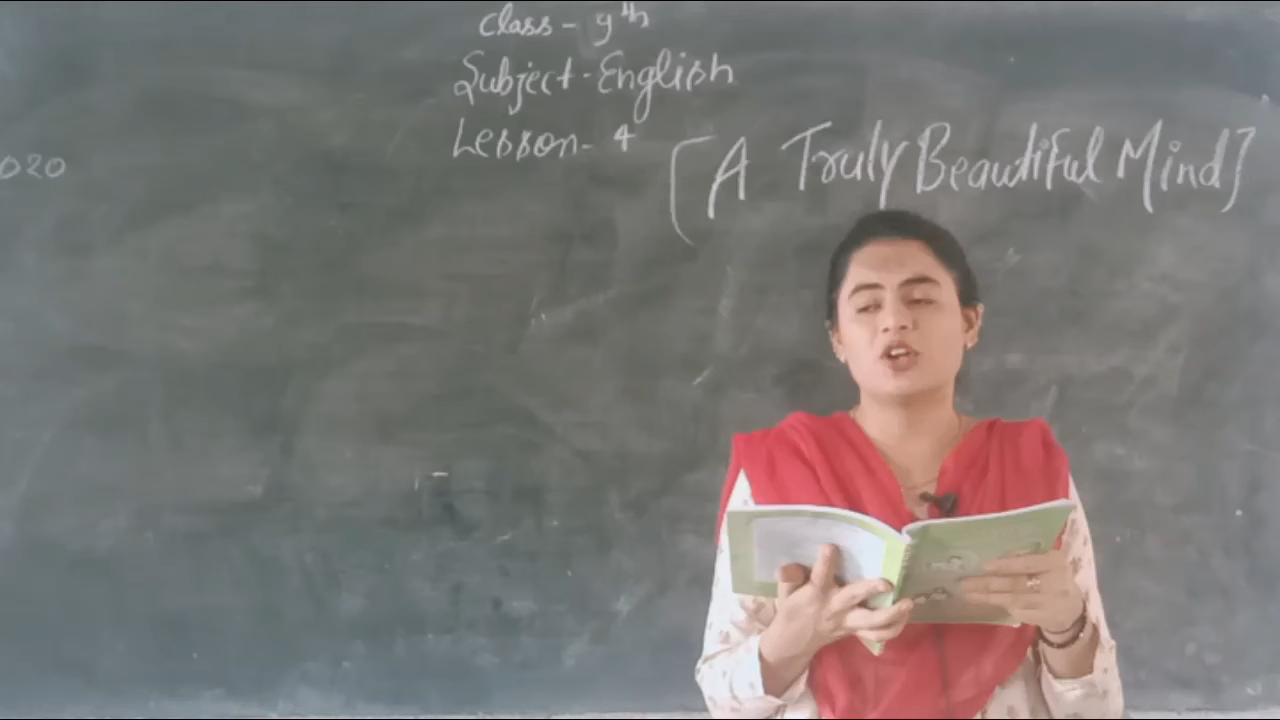 Class - 9th
Subject - English
Lesson - 4
[A Truly Beautiful Mind]
020